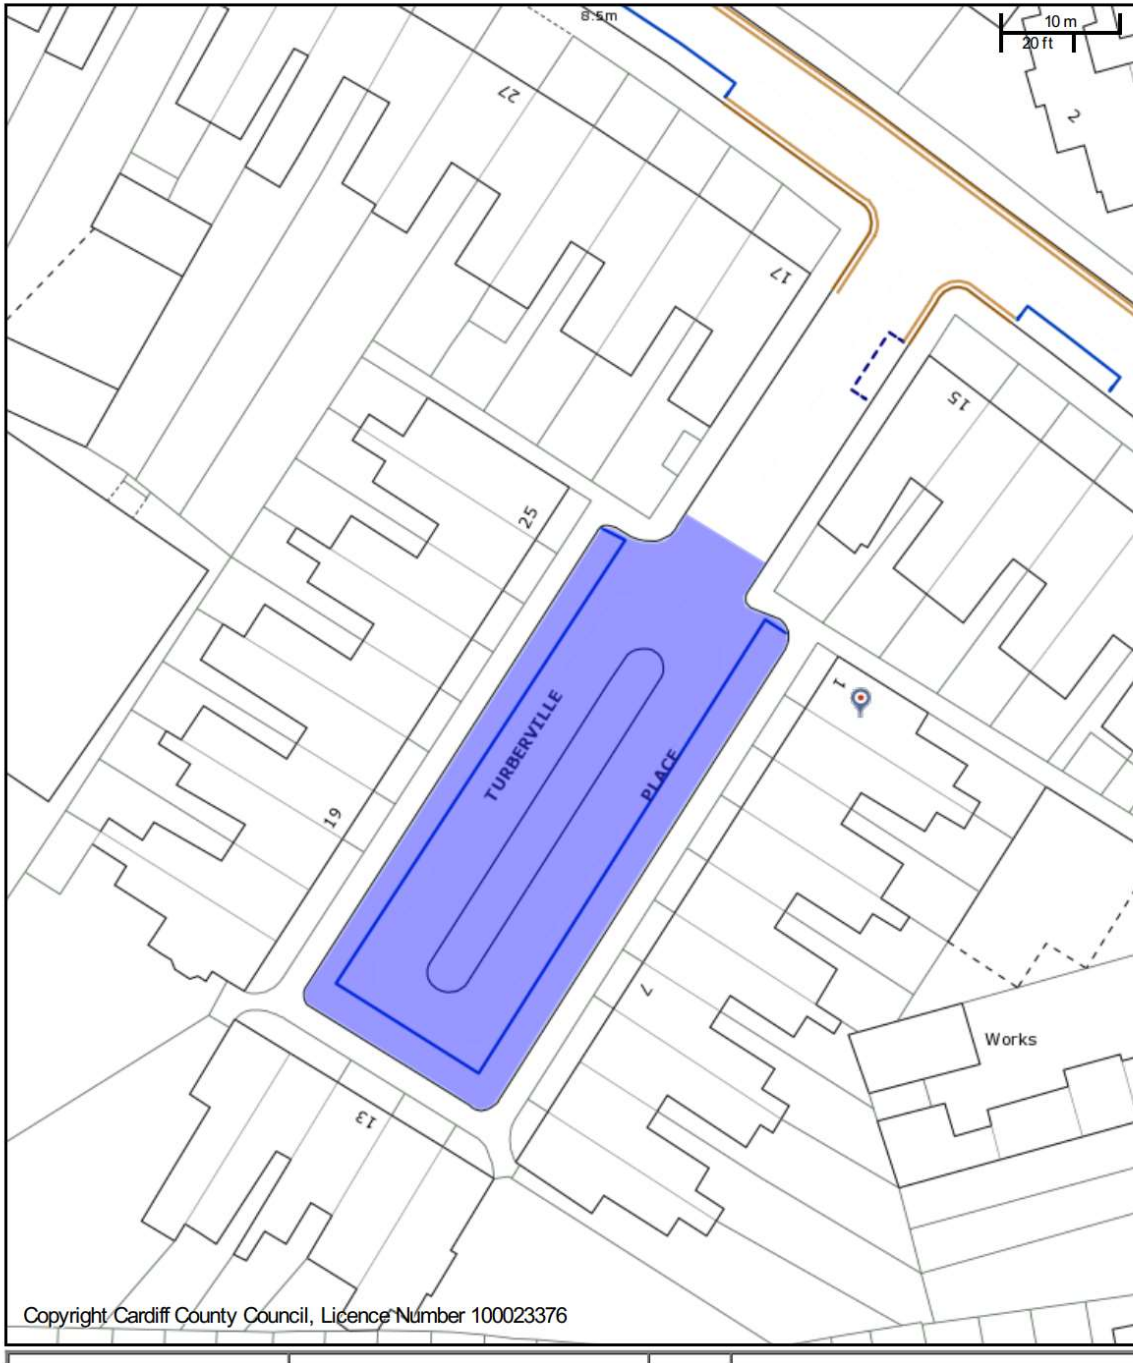 8.5m
10 m
20 ft
27
2
17
15
25
TURBERVILLE
PLACE
1
19
7
Works
13
Copyright Cardiff County Council, Licence Number 100023376